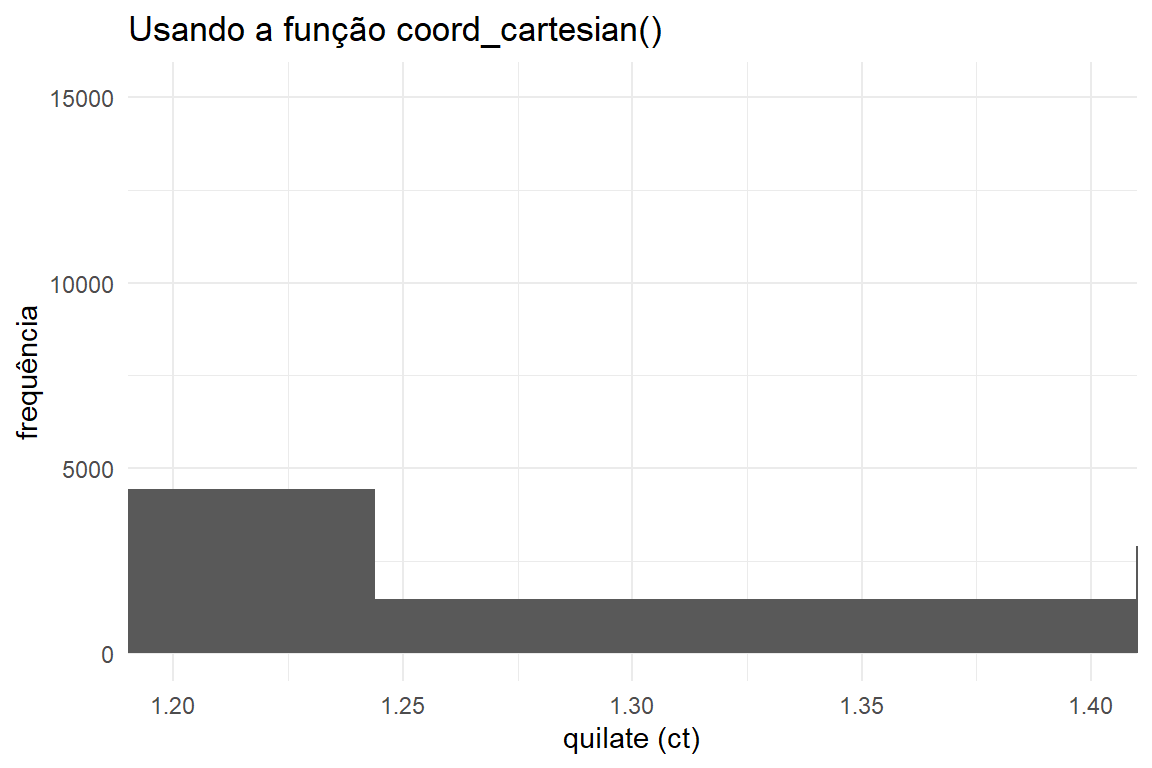 Usando a função coord_cartesian()
15000
10000
5000
0
frequência
1.20 1.25 1.30 1.35 1.40
quilate (ct)